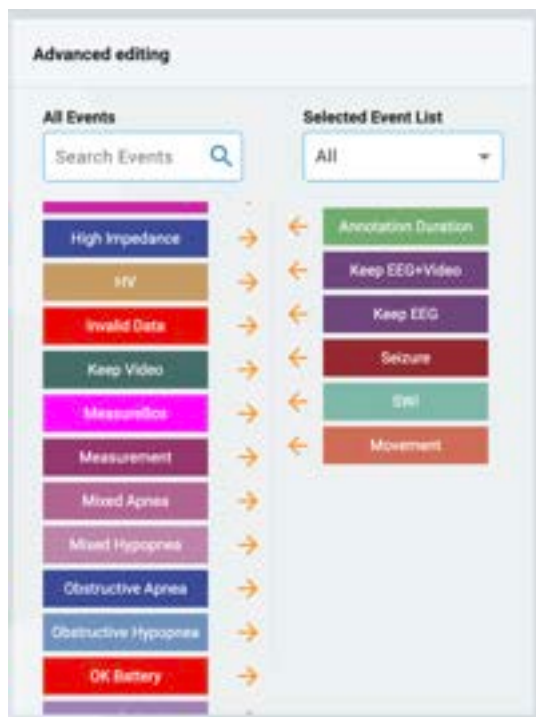 Advanced editing
All Events
Search Events
High Impedance
HV
Invalid Data
Keep Video
MeasureBox
Measurement
Mixed Apnea
Mixed Hypopnea
Obstructive Apnea
Obstructive Hypopnea
OK Battery
Selected Event List
All
Annotation Duration
Keep EEG+Video
Keep EEG
Seizure
SWI
Movement